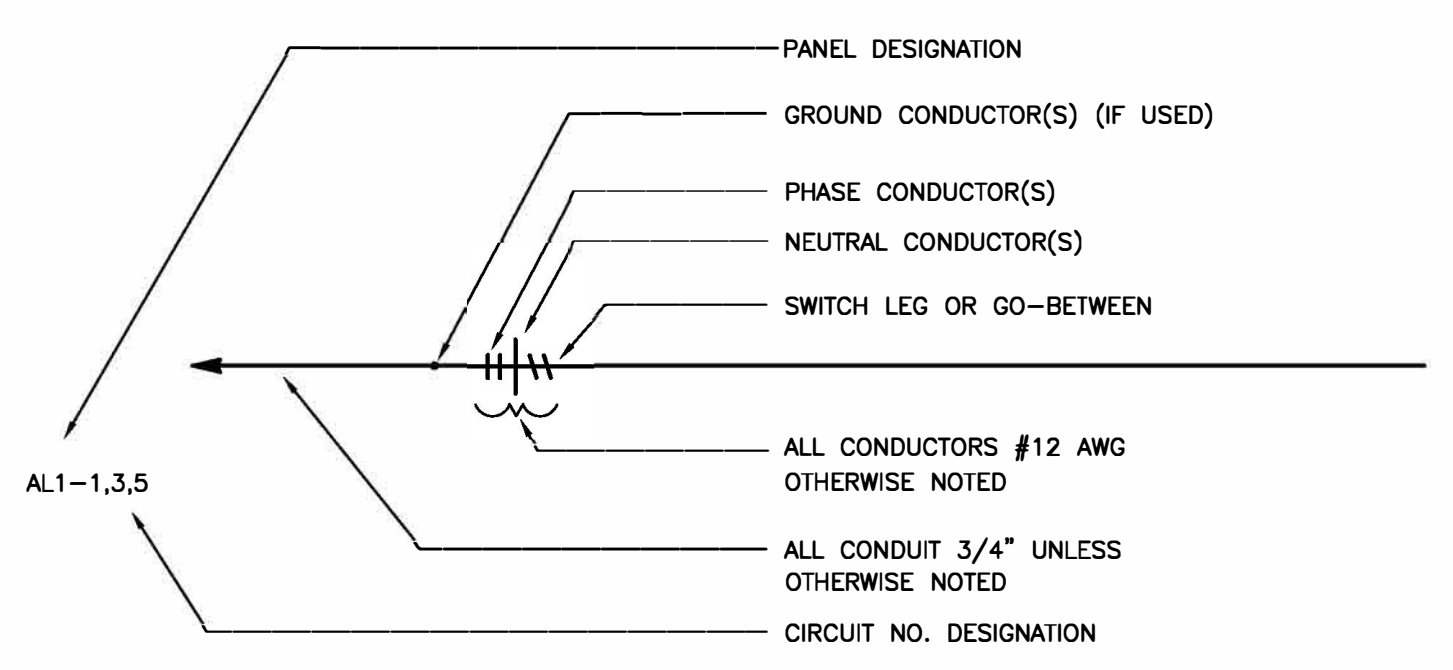 PANEL DESIGNATION
GROUND CONDUCTOR(S) (IF USED)
PHASE CONDUCTOR(S)
NEUTRAL CONDUCTOR(S)
SWITCH LEG OR GO-BETWEEN
ALL CONDUCTORS #12 AWG
OTHERWISE NOTED
AL1-1,3,5
ALL CONDUIT 3/4" UNLESS
OTHERWISE NOTED
CIRCUIT NO. DESIGNATION